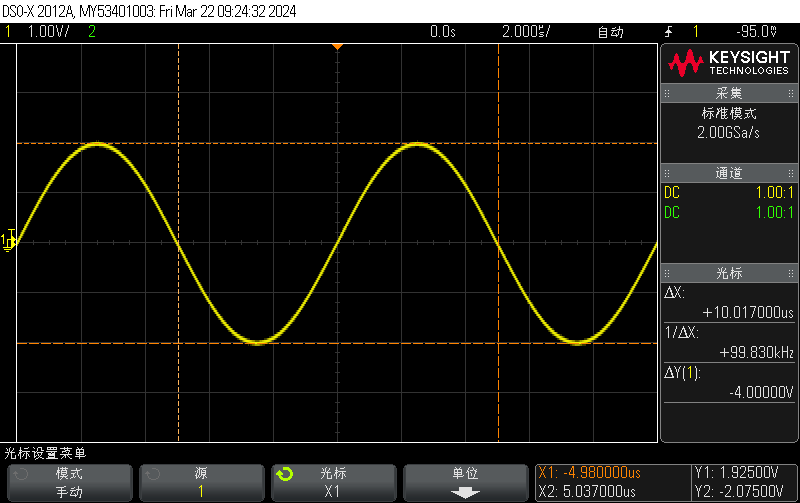 DSO-X 2012A, MY53401003: Fri Mar 22 09:24:32 2024
1 1.00V/ 2 0.0s 2.000us/ 自动 1 -95.0V
KEYSIGHT
TECHNOLOGIES
采集
标准模式
2.00GSa/s
通道
DC 1.00:1
DC 1.00:1
光标
ΔX:
+10.017000us
1/ΔX:
+99.830kHz
ΔY(1):
-4.00000V
1
T
光标设置菜单
模式
手动
源
1
光标
X1
单位
X1: -4.980000us
X2: 5.037000us
Y1: 1.92500V
Y2: -2.07500V